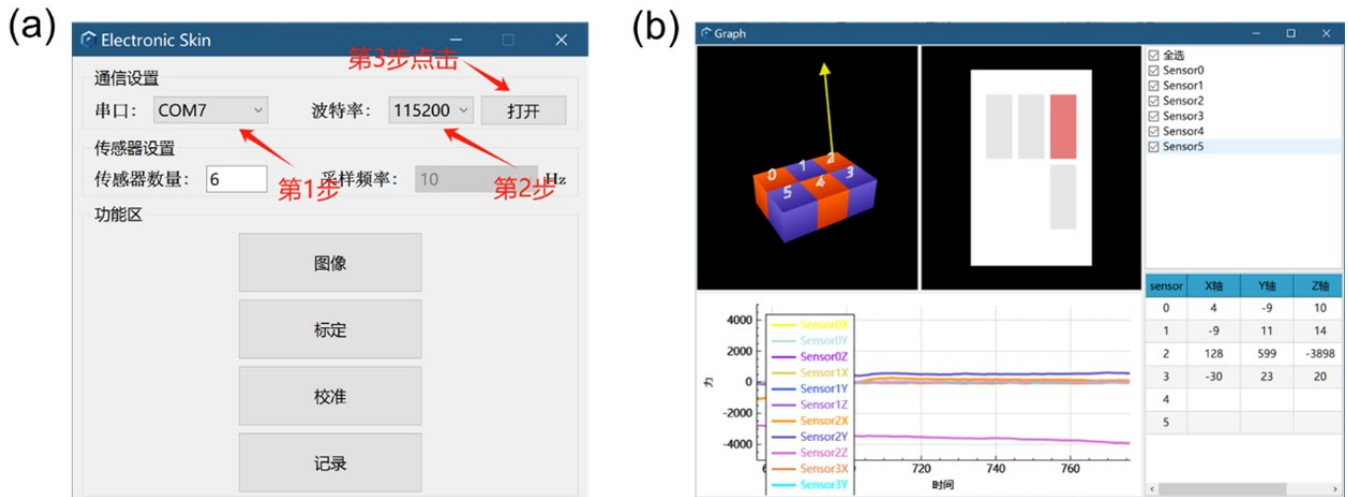 (a)
Electronic Skin
第3步点击
通信设置
串口: COM7 波特率: 115200 打开
传感器设置
传感器数量: 6 采样频率: 10 Hz
第1步 第2步
功能区
图像
标定
校准
记录
(b)
Graph
0 1 2
5 4 3
全选
Sensor0
Sensor1
Sensor2
Sensor3
Sensor4
Sensor5
sensor X轴 Y轴 Z轴
0 4 -9 10
1 -9 11 14
2 128 599 -3898
3 -30 23 20
4
5
力
4000
2000
0
-2000
-4000
Sensor0X
Sensor0Y
Sensor0Z
Sensor1X
Sensor1Y
Sensor1Z
Sensor2X
Sensor2Y
Sensor2Z
Sensor3X
Sensor3Y
720 740 760
时间